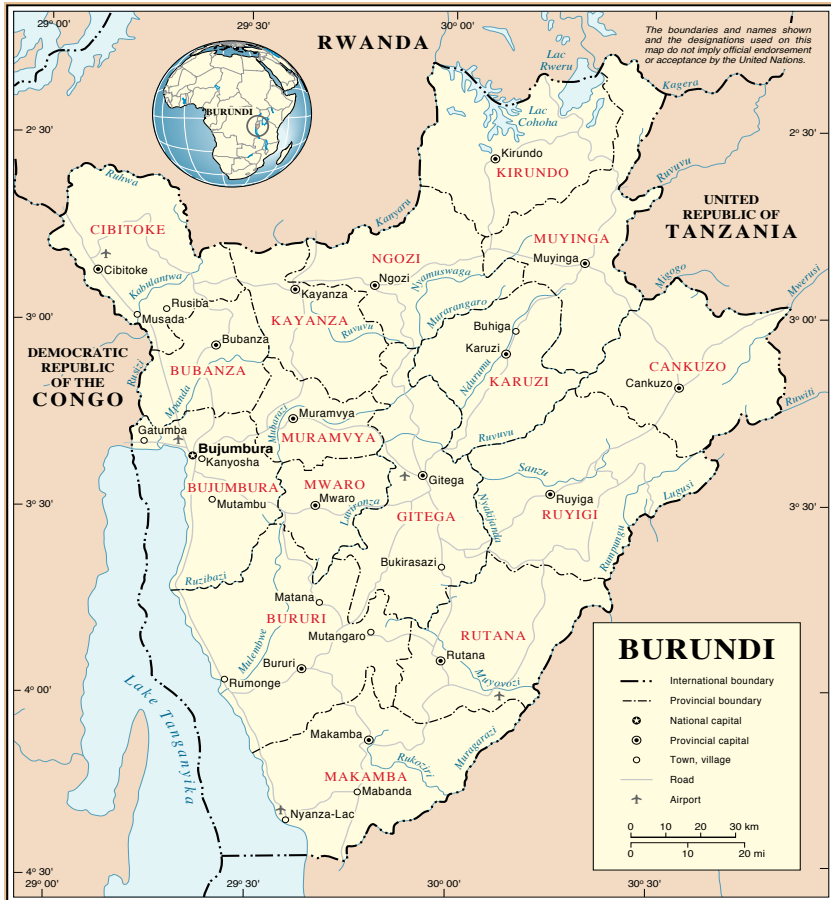 29° 00'
29° 30'
30° 00'
RWANDA
The boundaries and names shown
and the designations used on this
map do not imply official endorsement
or acceptance by the United Nations.
Lac
Rweru
Kagera
BURUNDI
Lac
Cohoha
2° 30'
2° 30'
Kirundo
KIRUNDO
Ruvuvu
Ruhwa
UNITED
REPUBLIC OF
TANZANIA
Kanyaru
CIBITOKE
NGOZI
MUYINGA
Muyinga
Cibitoke
Kabulantwa
Ngozi
Nyamuswaga
Migogo
Mwerusi
Kayanza
Rusiba
Musada
3° 00'
3° 00'
KAYANZA
Murarangaro
Buhiga
Ruvuvu
Bubanza
Karuzi
DEMOCRATIC
REPUBLIC
OF THE
CONGO
Rusizi
BUBANZA
Ndurumu
KARUZI
CANKUZO
Cankuzo
Mpanda
Ruwiti
Mubarazi
Muramvya
Gatumba
MURAMVYA
Ruvuvu
Bujumbura
Kanyosha
Sanzu
BUJUMBURA
MWARO
Gitega
Lugusi
Mutambu
Mwaro
Ruyiga
3° 30'
3° 30'
Luvironza
GITEGA
Nyakijanda
RUYIGI
Rumpungu
Bukirasazi
Ruzibazi
Matana
BURURI
Mutangaro
RUTANA
Mulembwe
Bururi
Rutana
Rumonge
Muyovozi
4° 00'
Lake Tanganyika
Makamba
Rukoziri
Muragarazi
MAKAMBA
Mabanda
Nyanza-Lac
4° 30'
BURUNDI
International boundary
Provincial boundary
National capital
Provincial capital
Town, village
Road
Airport
0 10 20 30 km
0 10 20 mi
29° 00'
29° 30'
30° 00'
30° 30'